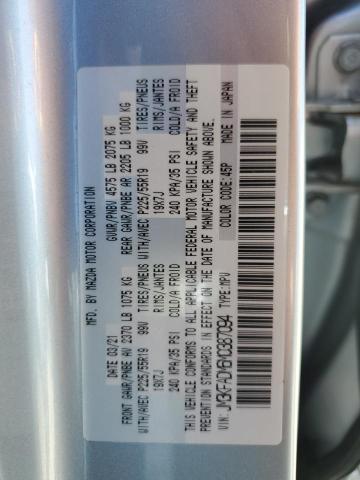 MFD. BY MAZDA MOTOR CORPORATION
03/21 GVWR/PNBV 4575 LB 2075 KG
FRONT GAWR/PNBE AV 2370 LB 1075 KG REAR GAWR/PNBE AR 2205 LB 1000 KG
WITH/AVEC P225/55R19 99V TIRES/PNEUS WITH/AVEC P225/55R19 99V TIRES/PNEUS
19X7J RIMS/JANTES 19X7J RIMS/JANTES
240 KPA/35 PSI COLD/A FROID 240 KPA/35 PSI COLD/A FROID
THIS VEHICLE CONFORMS TO ALL APPLICABLE FEDERAL MOTOR VEHICLE SAFETY AND THEFT
PREVENTION STANDARDS IN EFFECT ON THE DATE OF MANUFACTURE SHOWN ABOVE.
VIN: JM3KFADM6M0387094 TYPE:MPV COLOR CODE:45P MADE IN JAPAN